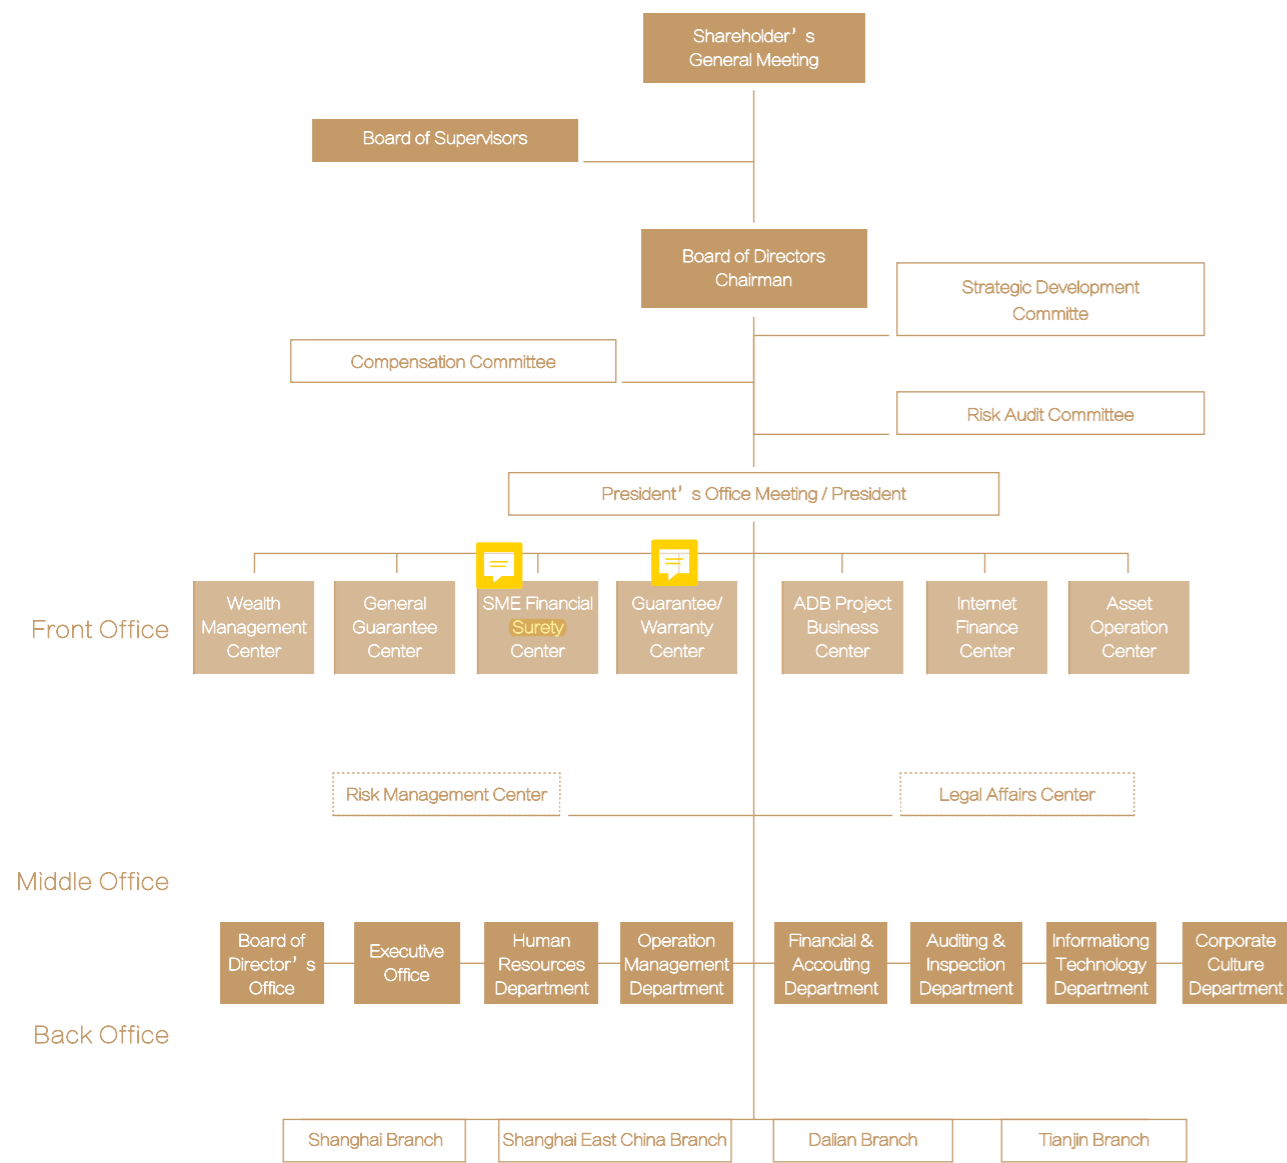 Shareholder’s
General Meeting
Board of Supervisors
Board of Directors
Chairman
Strategic Development
Committe
Compensation Committee
Risk Audit Committee
President’s Office Meeting / President
Front Office
Wealth
Management
Center
General
Guarantee
Center
SME Financial
Surety
Center
Guarantee/
Warranty
Center
ADB Project
Business
Center
Internet
Finance
Center
Asset
Operation
Center
Risk Management Center
Legal Affairs Center
Middle Office
Board of
Director’s
Office
Executive
Office
Human
Resources
Department
Operation
Management
Department
Financial &
Accouting
Department
Auditing &
Inspection
Department
Informationg
Technology
Department
Corporate
Culture
Department
Back Office
Shanghai Branch
Shanghai East China Branch
Dalian Branch
Tianjin Branch